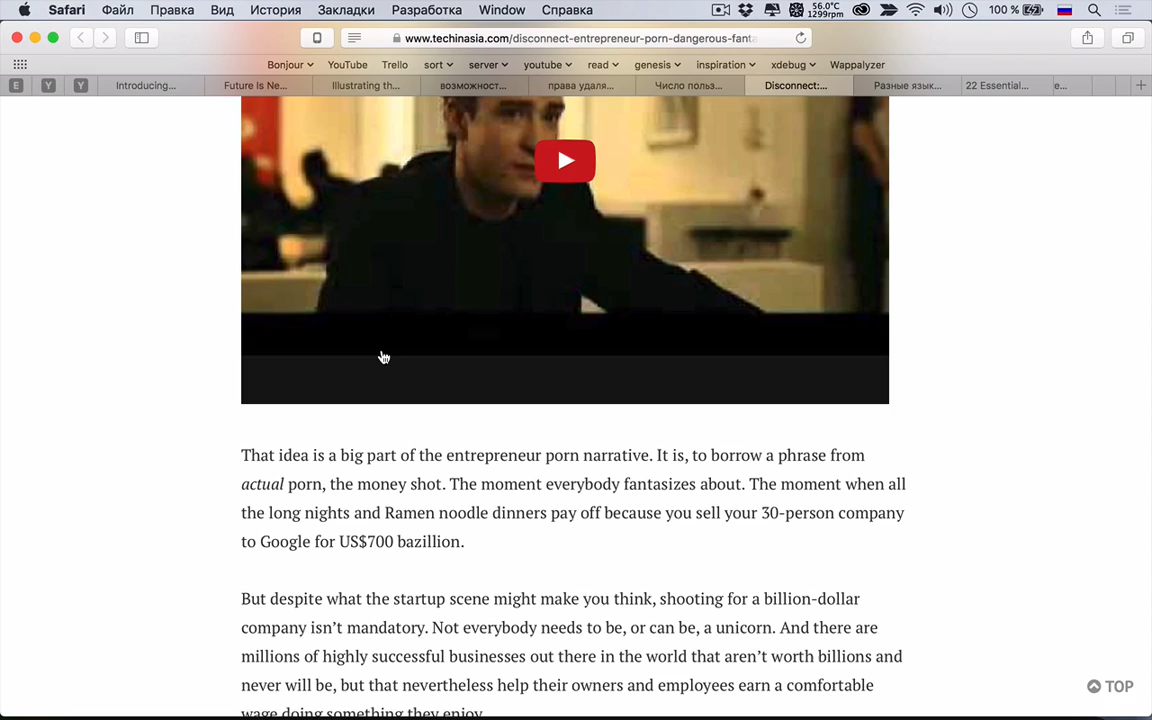 Safari Файл Правка Вид История Закладки Разработка Window Справка 56.0°C 1299rpm 100 %
www.techinasia.com/disconnect-entrepreneur-porn-dangerous-fanta
Bonjour YouTube Trello sort server youtube read genesis inspiration xdebug Wappalyzer
E Y Y Introducing... Future Is Ne... Illustrating th... возможност... права удаля... Число польз... Disconnect:... Разные язык... 22 Essential... e...
That idea is a big part of the entrepreneur porn narrative. It is, to borrow a phrase from
actual porn, the money shot. The moment everybody fantasizes about. The moment when all
the long nights and Ramen noodle dinners pay off because you sell your 30-person company
to Google for US$700 bazillion.
But despite what the startup scene might make you think, shooting for a billion-dollar
company isn’t mandatory. Not everybody needs to be, or can be, a unicorn. And there are
millions of highly successful businesses out there in the world that aren’t worth billions and
never will be, but that nevertheless help their owners and employees earn a comfortable
TOP
wage doing something they enjoy.